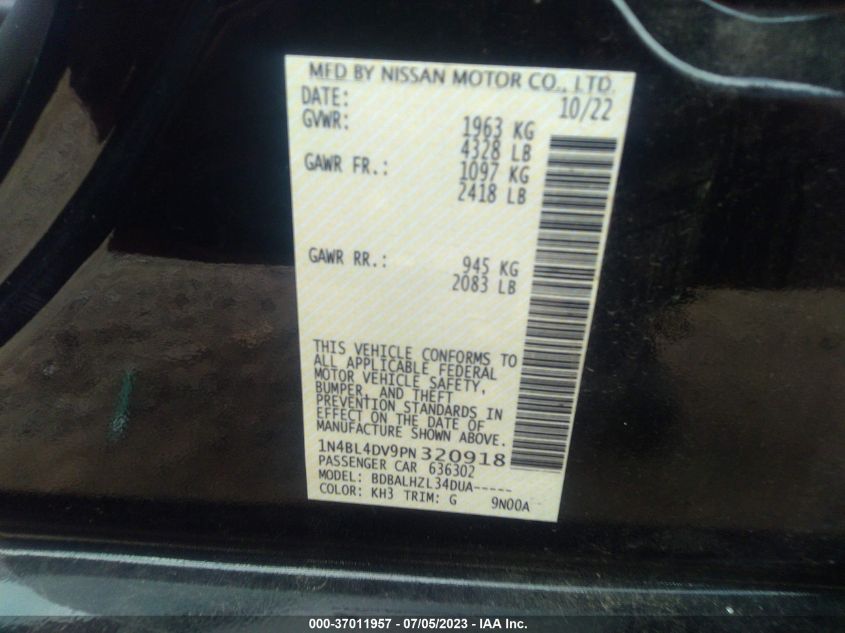 MFD BY NISSAN MOTOR CO., LTD.
DATE: 10/22
GVWR: 1963 KG
4328 LB
GAWR FR.: 1097 KG
2418 LB
GAWR RR.: 945 KG
2083 LB
THIS VEHICLE CONFORMS TO
ALL APPLICABLE FEDERAL
MOTOR VEHICLE SAFETY,
BUMPER, AND THEFT
PREVENTION STANDARDS IN
EFFECT ON THE DATE OF
MANUFACTURE SHOWN ABOVE.
1N4BL4DV9PN320918
PASSENGER CAR 636302
MODEL: BDBALHZL34DUA-----
COLOR: KH3 TRIM: G 9N00A
000-37011957 / 07/05/2023 - IAA Inc.